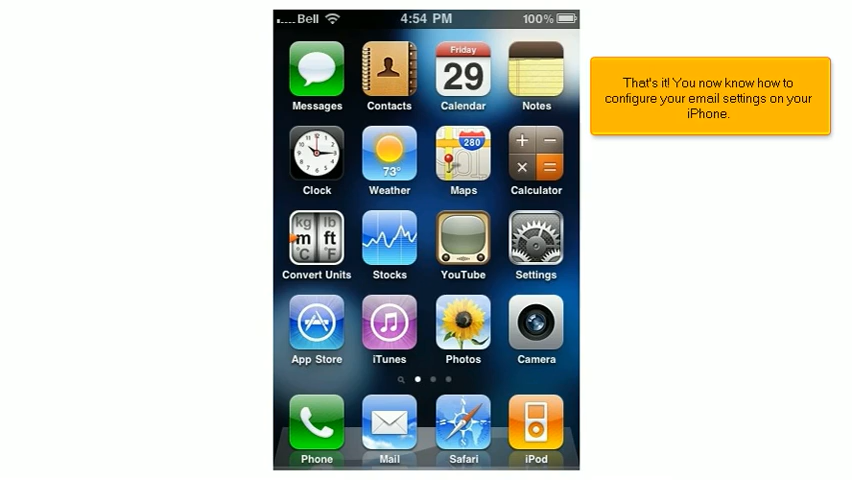 .....Bell 4:54 PM 100%
Friday
29
Messages Contacts Calendar Notes
280
73°
Clock Weather Maps Calculator
kg lb
m ft
°C °F
Convert Units Stocks YouTube Settings
App Store iTunes Photos Camera
Phone Mail Safari iPod
That's it! You now know how to
configure your email settings on your
iPhone.